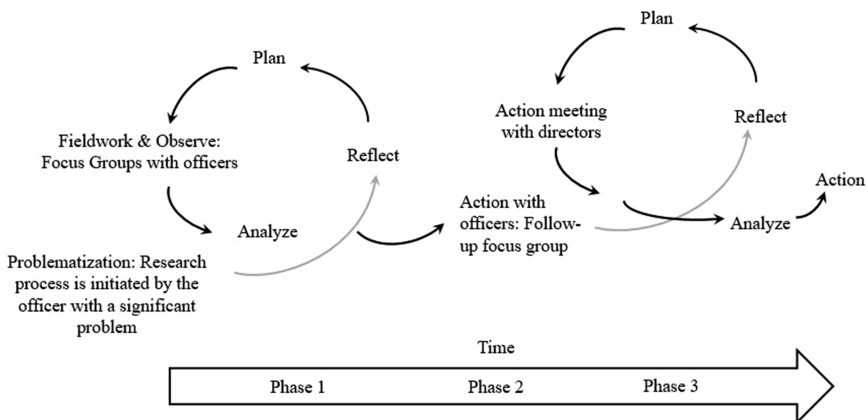 Plan
Fieldwork & Observe:
Focus Groups with officers
Reflect
Analyze
Problematization: Research
process is initiated by the
officer with a significant
problem
Plan
Action meeting
with directors
Reflect
Action
Action with
officers: Follow-
up focus group
Analyze
Time
Phase 1
Phase 2
Phase 3